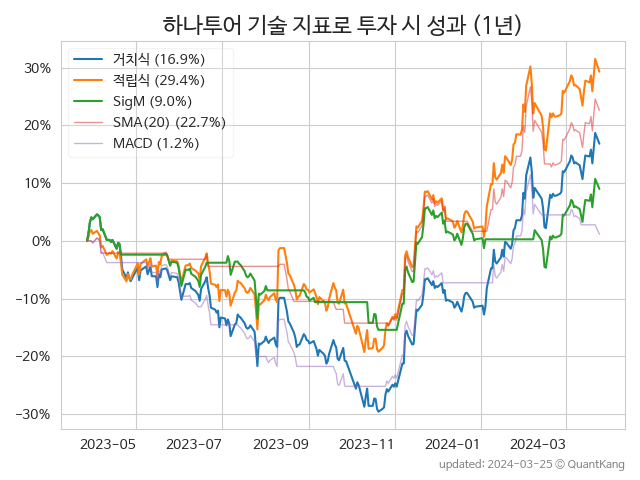 하나투어 기술 지표로 투자 시 성과 (1년)
거치식 (16.9%)
적립식 (29.4%)
SigM (9.0%)
SMA(20) (22.7%)
MACD (1.2%)
30%
20%
10%
0%
−10%
−20%
−30%
2023-05 2023-07 2023-09 2023-11 2024-01 2024-03
updated: 2024-03-25 © QuantKang